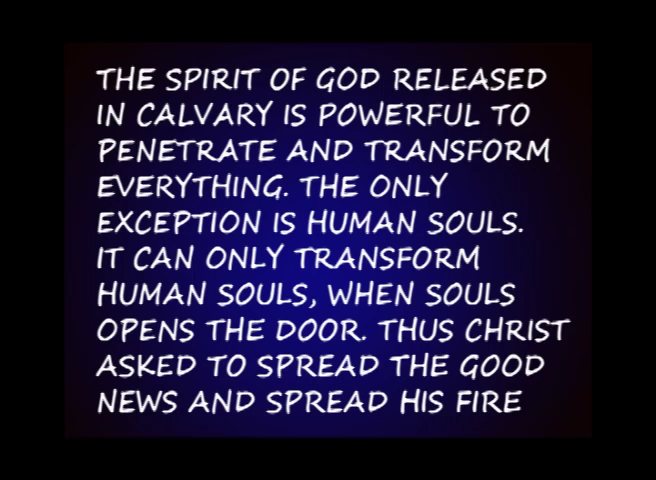 THE SPIRIT OF GOD RELEASED
IN CALVARY IS POWERFUL TO
PENETRATE AND TRANSFORM
EVERYTHING. THE ONLY
EXCEPTION IS HUMAN SOULS.
IT CAN ONLY TRANSFORM
HUMAN SOULS, WHEN SOULS
OPENS THE DOOR. THUS CHRIST
ASKED TO SPREAD THE GOOD
NEWS AND SPREAD HIS FIRE